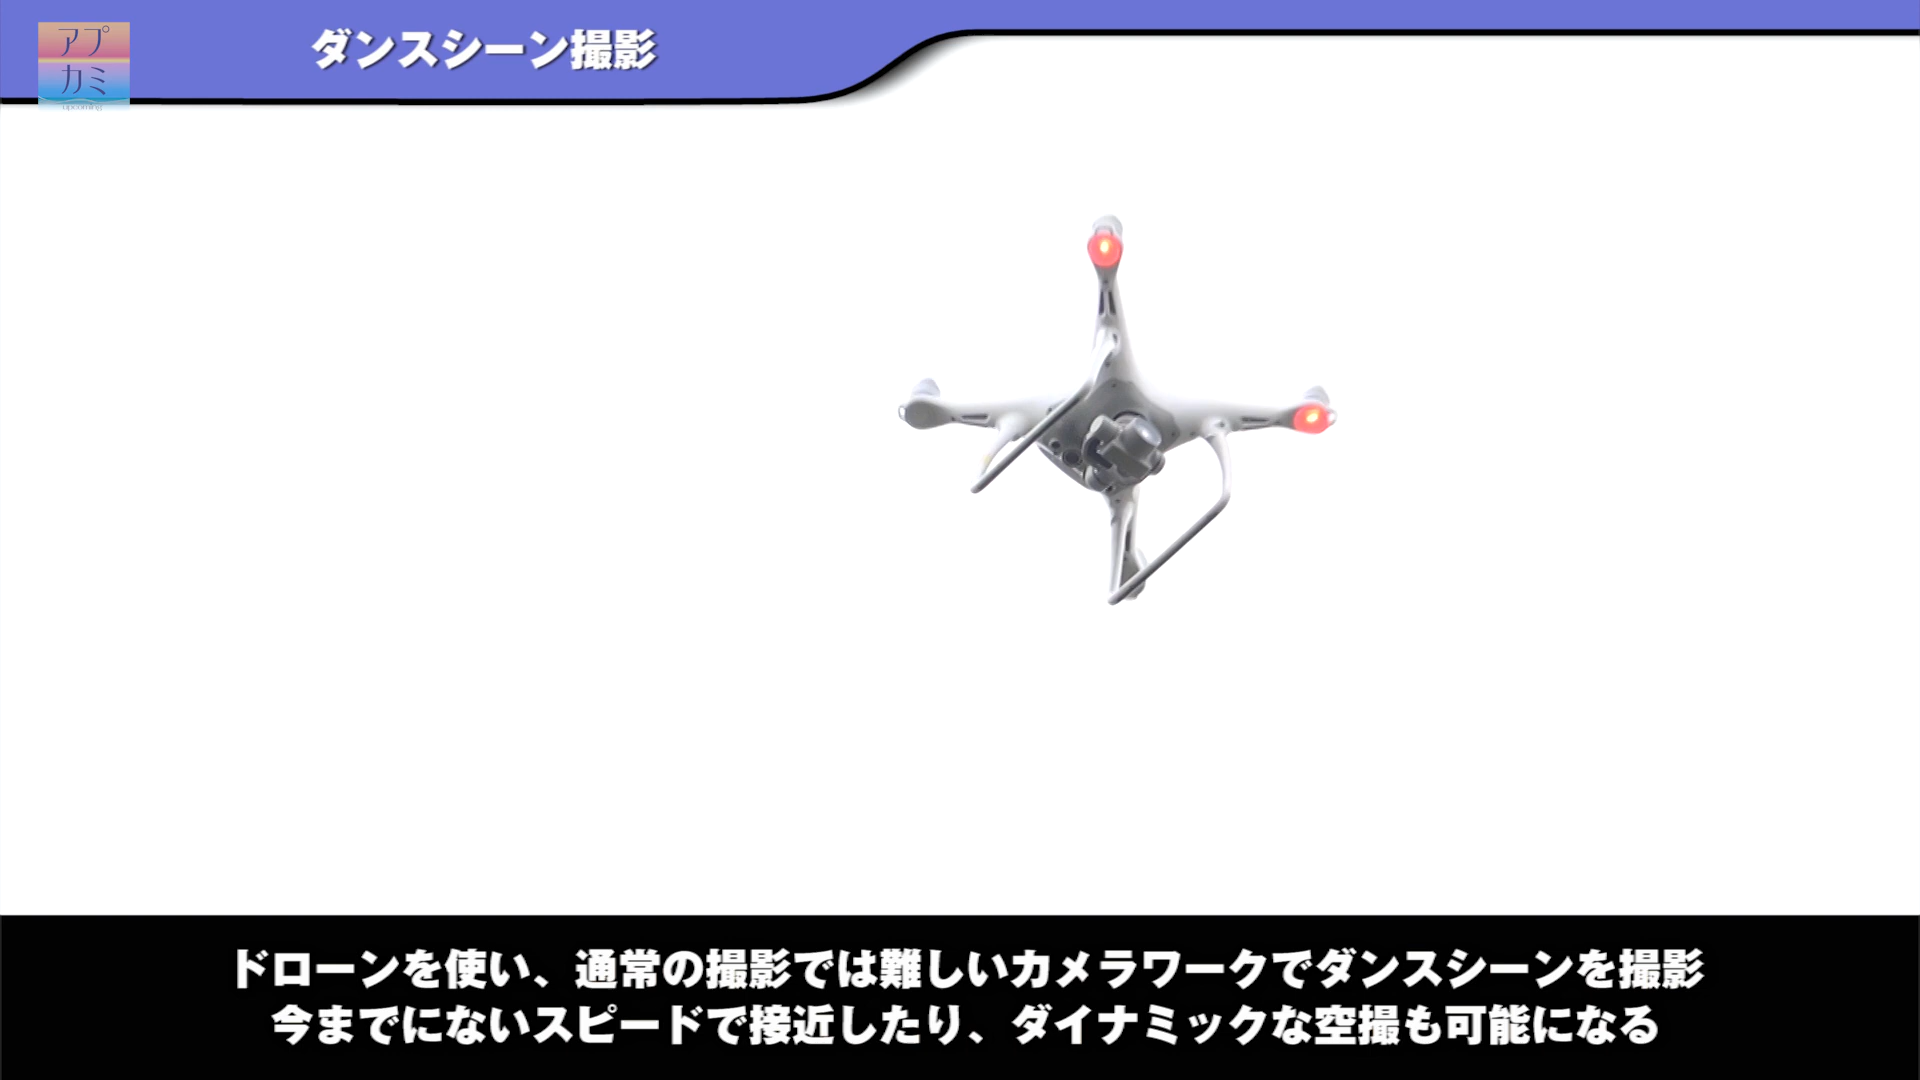 アプ
カミ
upcoming
ダンスシーン撮影
ドローンを使い、通常の撮影では難しいカメラワークでダンスシーンを撮影
今までにないスピードで接近したり、ダイナミックな空撮も可能になる